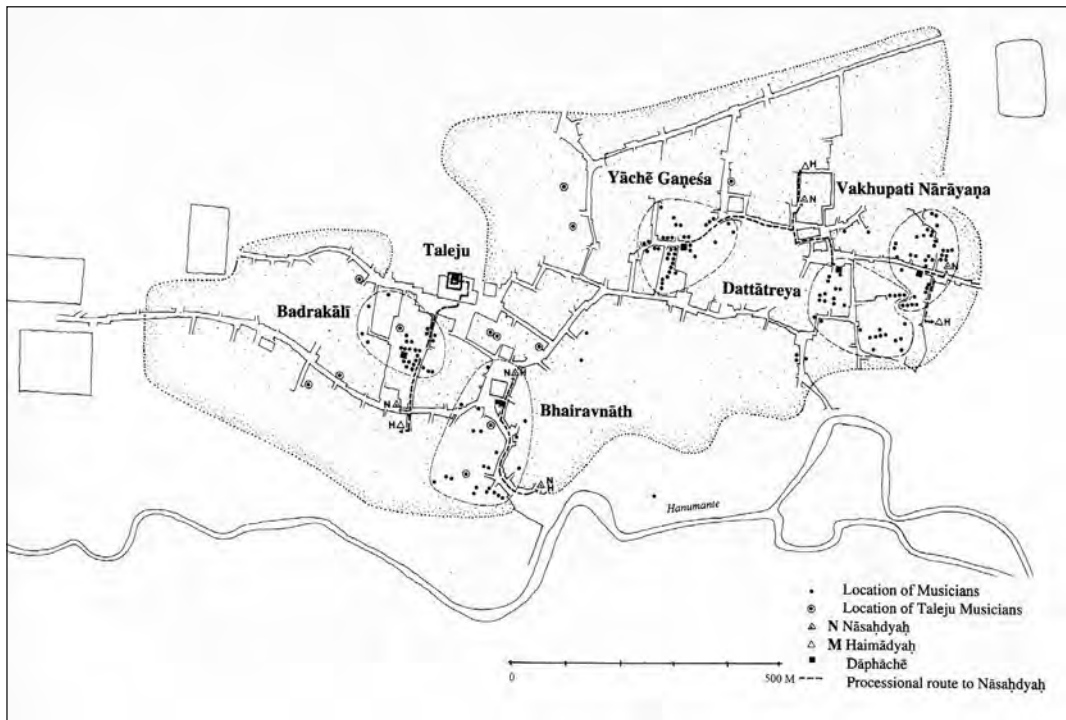 H
Yāchē Gaṇeśa
Vakhupati Nārāyaṇa
N
Taleju
N
Dattātreya
Badrakālī
H
N H
N
Bhairavnāth
H
N
H
Hanumante
Location of Musicians
Location of Taleju Musicians
N Nāsaḥdyaḥ
M Haimādyaḥ
Dāphāchē
0 500 M
Processional route to Nāsaḥdyaḥ